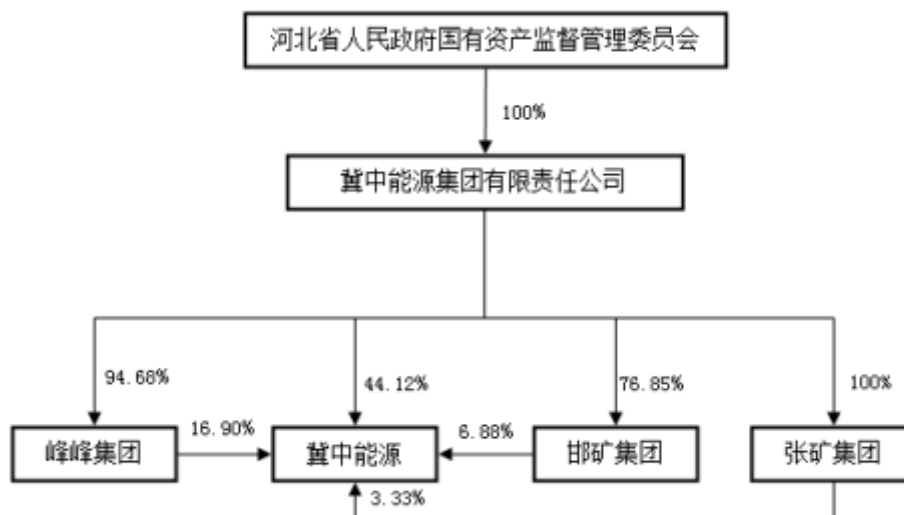 河北省人民政府国有资产监督管理委员会
100%
冀中能源集团有限责任公司
94.68%
44.12%
76.85%
100%
峰峰集团
16.90%
冀中能源
6.88%
邯矿集团
张矿集团
3.33%